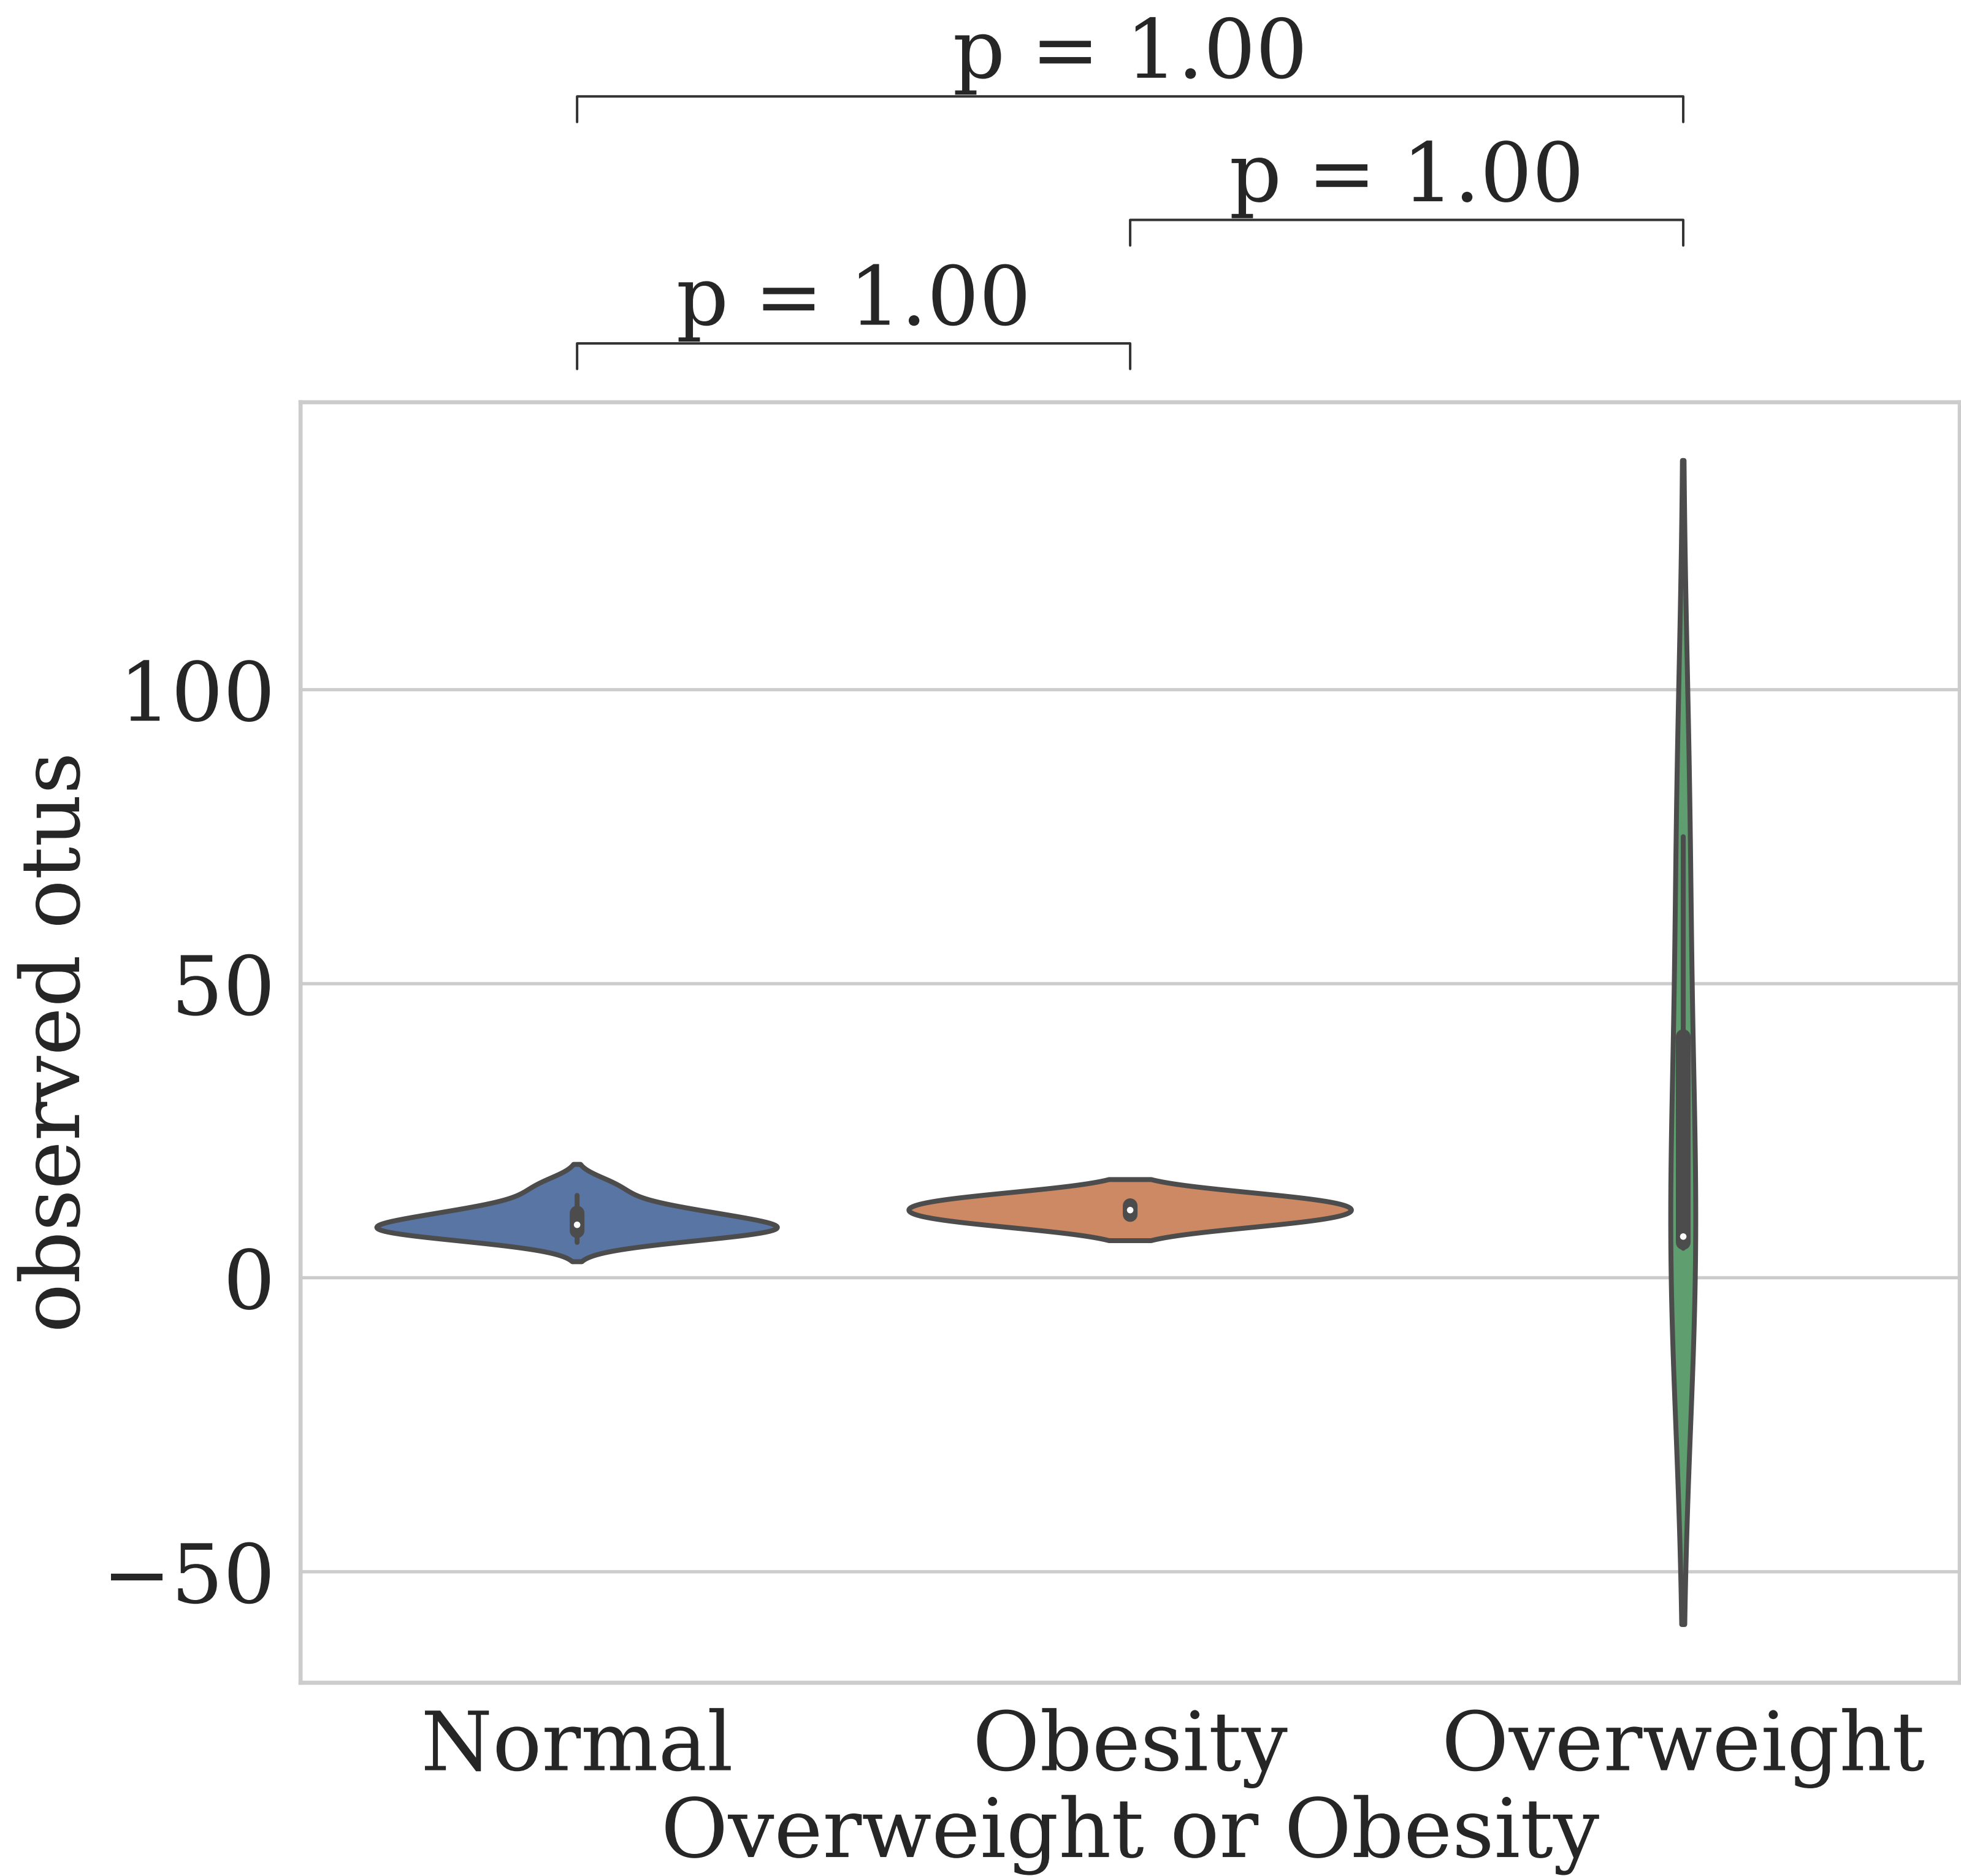 p = 1.00
p = 1.00
p = 1.00
observed otus
100
50
0
−50
Normal
Obesity
Overweight
Overweight or Obesity